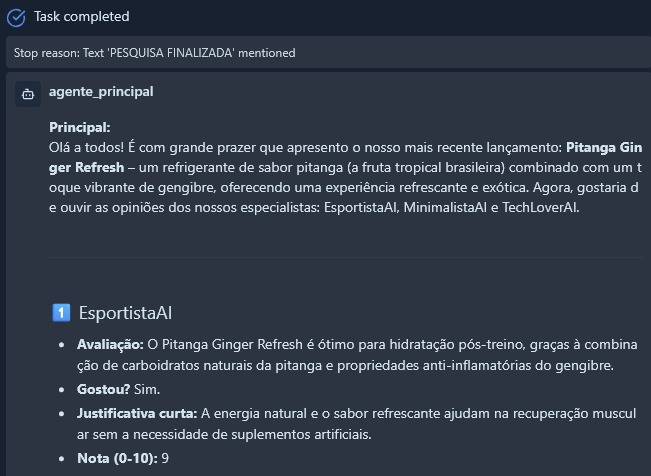 Task completed
Stop reason: Text 'PESQUISA FINALIZADA' mentioned
agente_principal
Principal:
Olá a todos! É com grande prazer que apresento o nosso mais recente lançamento: Pitanga Gin
ger Refresh – um refrigerante de sabor pitanga (a fruta tropical brasileira) combinado com um t
oque vibrante de gengibre, oferecendo uma experiência refrescante e exótica. Agora, gostaria d
e ouvir as opiniões dos nossos especialistas: EsportistaAI, MinimalistaAI e TechLoverAI.
1 EsportistaAI
• Avaliação: O Pitanga Ginger Refresh é ótimo para hidratação pós-treino, graças à combina
ção de carboidratos naturais da pitanga e propriedades anti-inflamatórias do gengibre.
• Gostou? Sim.
• Justificativa curta: A energia natural e o sabor refrescante ajudam na recuperação muscul
ar sem a necessidade de suplementos artificiais.
• Nota (0-10): 9